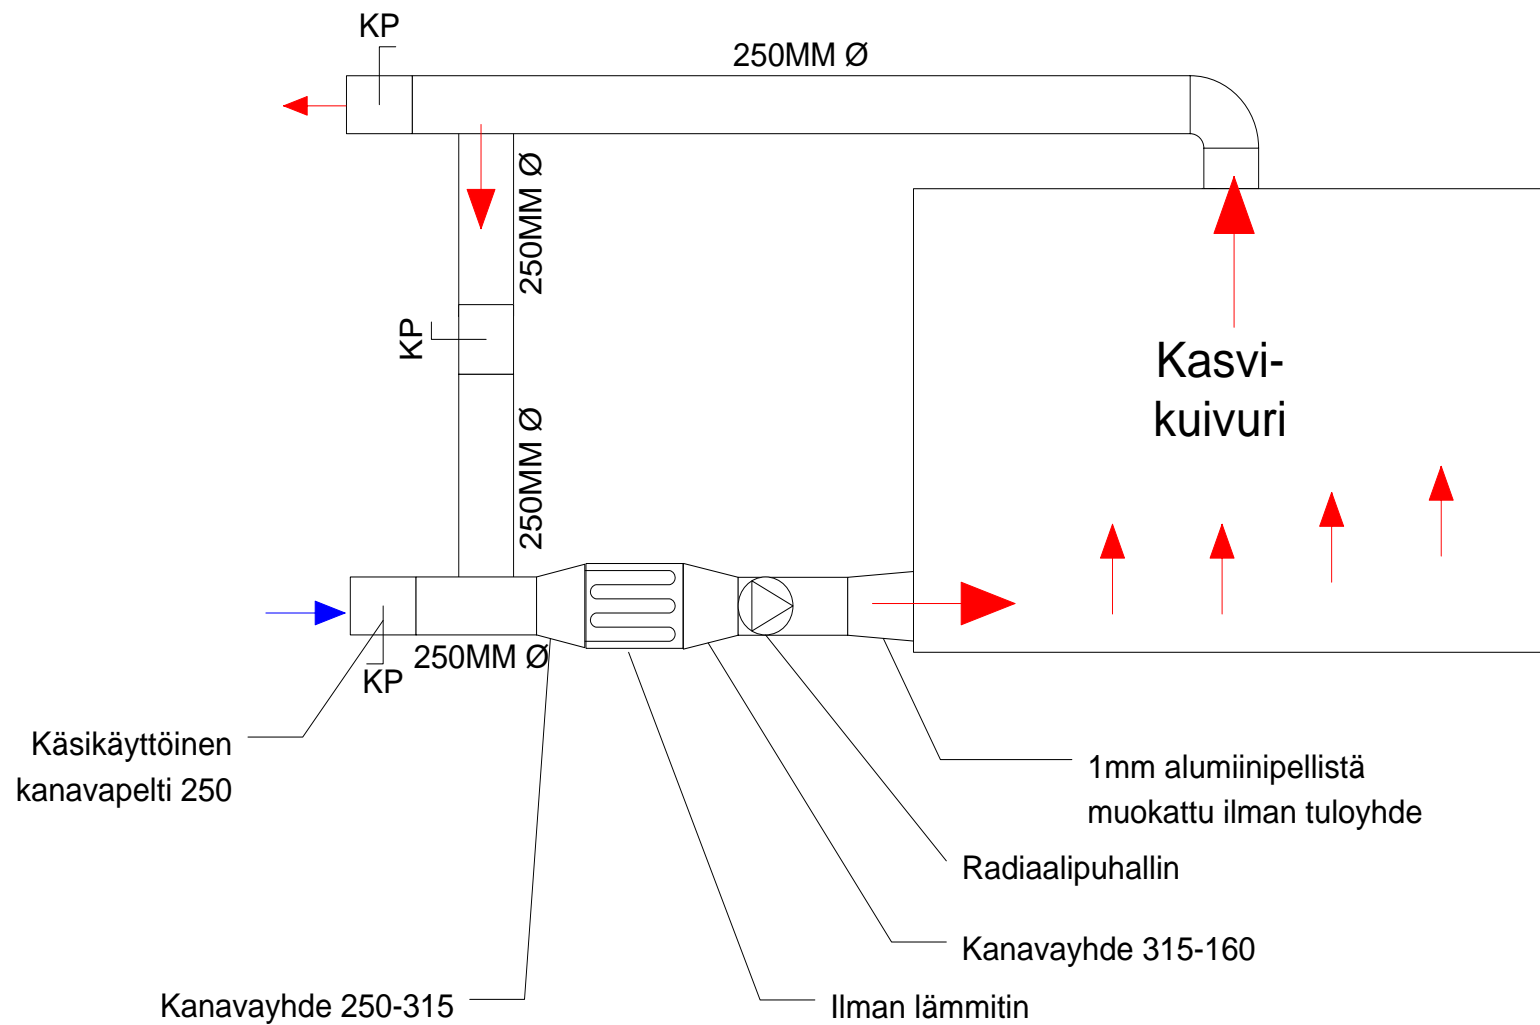 KP
250MM Ø
250MM Ø
KP
Kasvi-
kuivuri
250MM Ø
250MM Ø
KP
Käsikäyttöinen
kanavapelti 250
1mm alumiinipellistä
muokattu ilman tuloyhde
Radiaalipuhallin
Kanavayhde 315-160
Kanavayhde 250-315
Ilman lämmitin